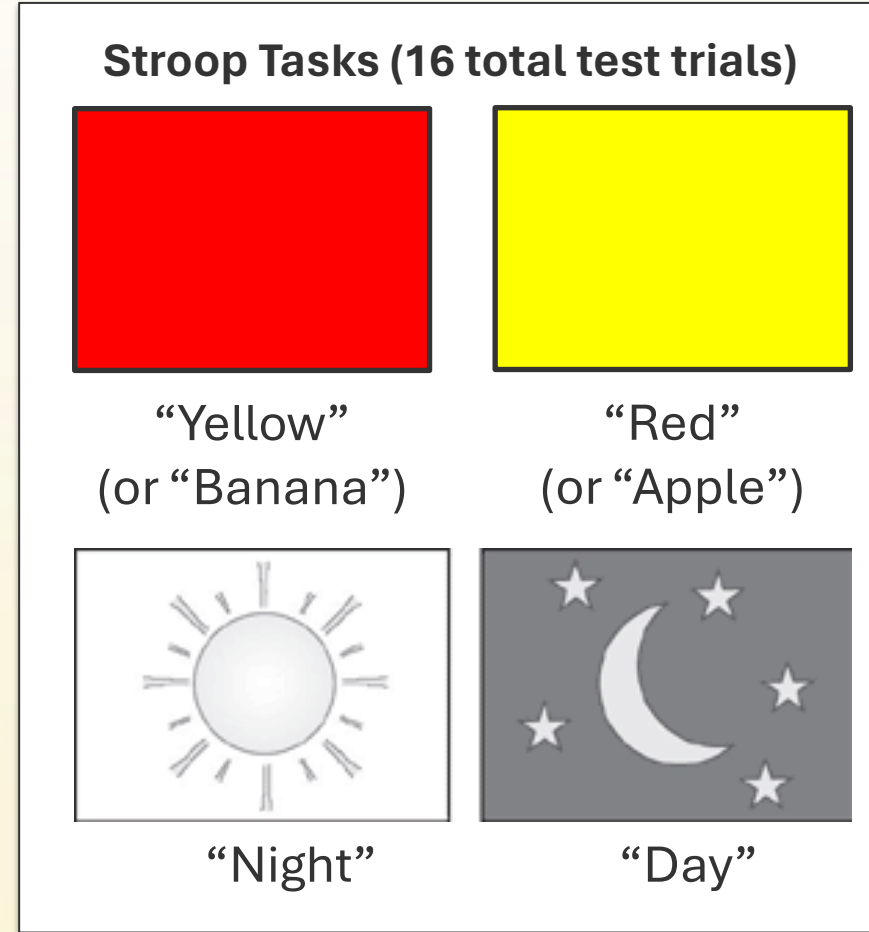 Stroop Tasks (16 total test trials)
“Yellow”
(or “Banana”)
“Red”
(or “Apple”)
“Night”
“Day”